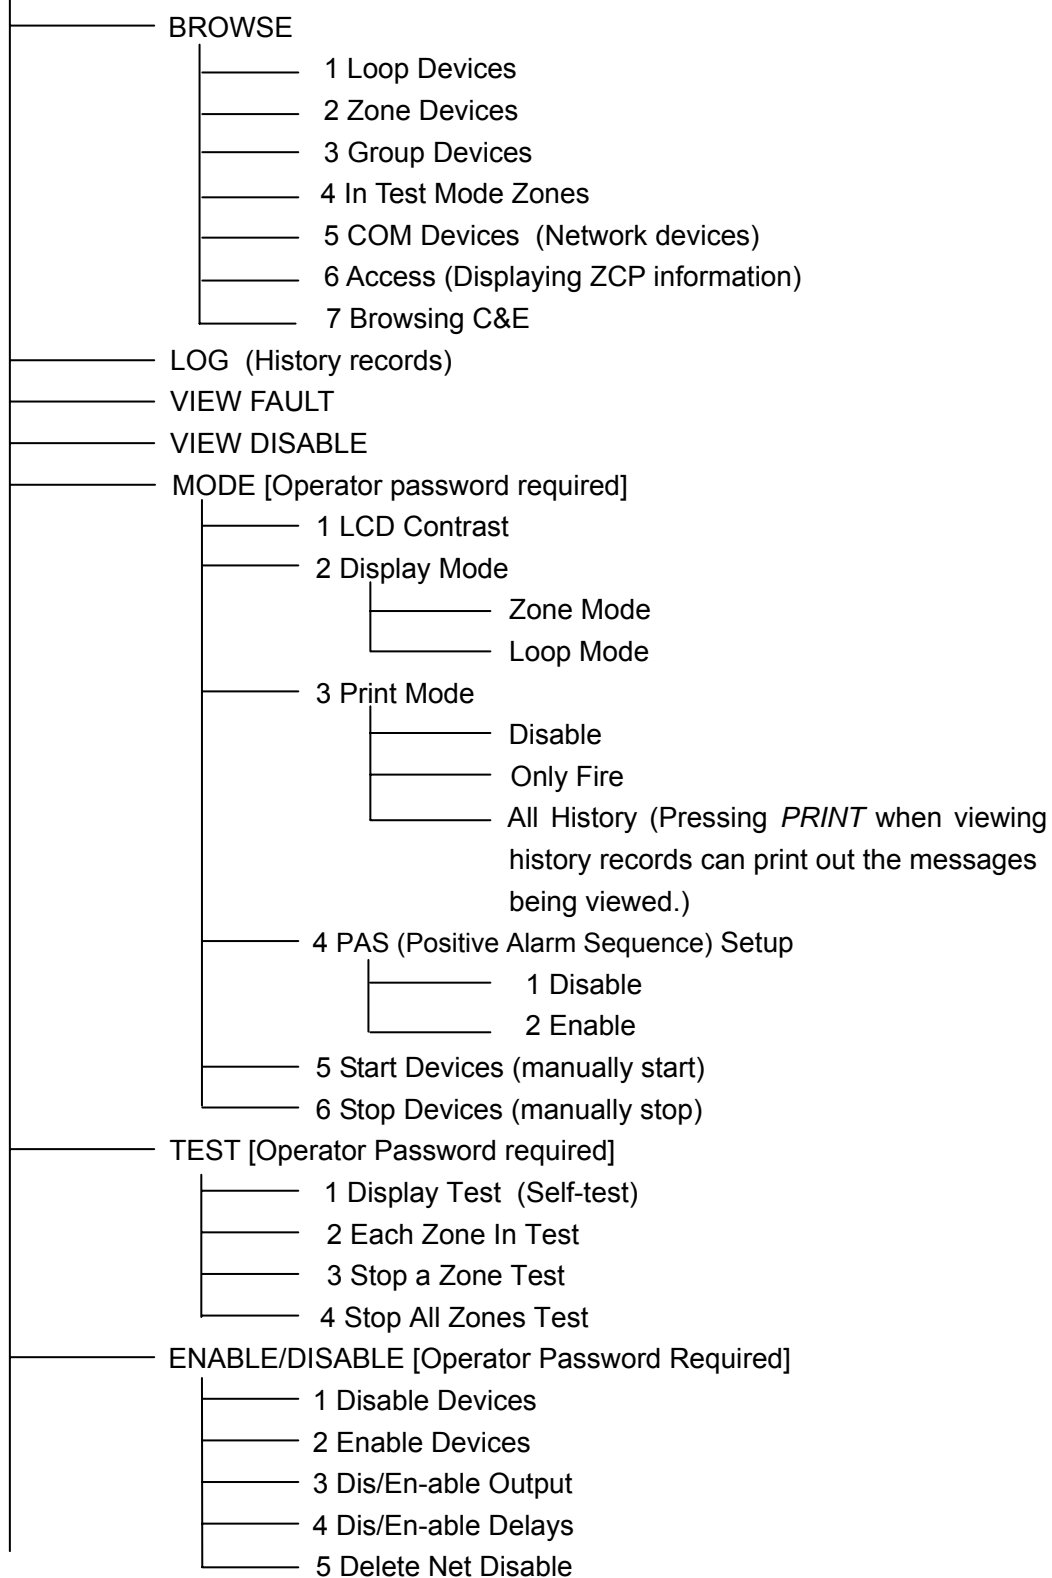 BROWSE
1 Loop Devices
2 Zone Devices
3 Group Devices
4 In Test Mode Zones
5 COM Devices (Network devices)
6 Access (Displaying ZCP information)
7 Browsing C&E
LOG (History records)
VIEW FAULT
VIEW DISABLE
MODE [Operator password required]
1 LCD Contrast
2 Display Mode
Zone Mode
Loop Mode
3 Print Mode
Disable
Only Fire
All History (Pressing PRINT when viewing
history records can print out the messages
being viewed.)
4 PAS (Positive Alarm Sequence) Setup
1 Disable
2 Enable
5 Start Devices (manually start)
6 Stop Devices (manually stop)
TEST [Operator Password required]
1 Display Test (Self-test)
2 Each Zone In Test
3 Stop a Zone Test
4 Stop All Zones Test
ENABLE/DISABLE [Operator Password Required]
1 Disable Devices
2 Enable Devices
3 Dis/En-able Output
4 Dis/En-able Delays
5 Delete Net Disable